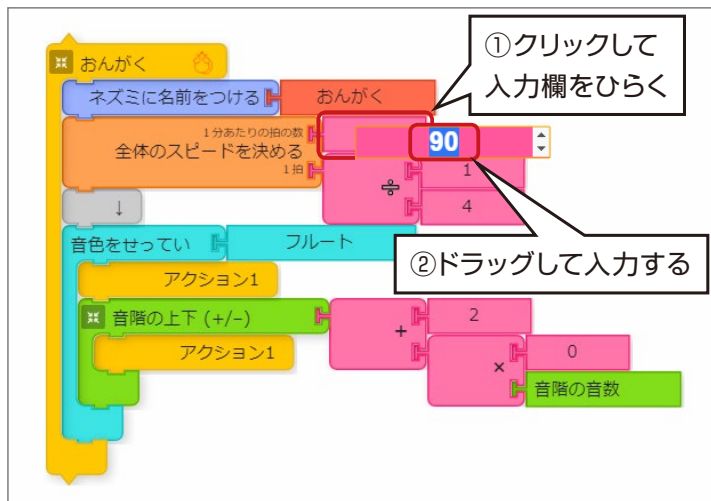 おんがく
①クリックして
入力欄をひらく
ネズミに名前をつける おんがく
1分あたりの拍の数
90
全体のスピードを決める
1拍
÷
1
4
↓
音色をせってい フルート
②ドラッグして入力する
アクション1
音階の上下 (+/−)
+
2
アクション1
×
0
音階の音数